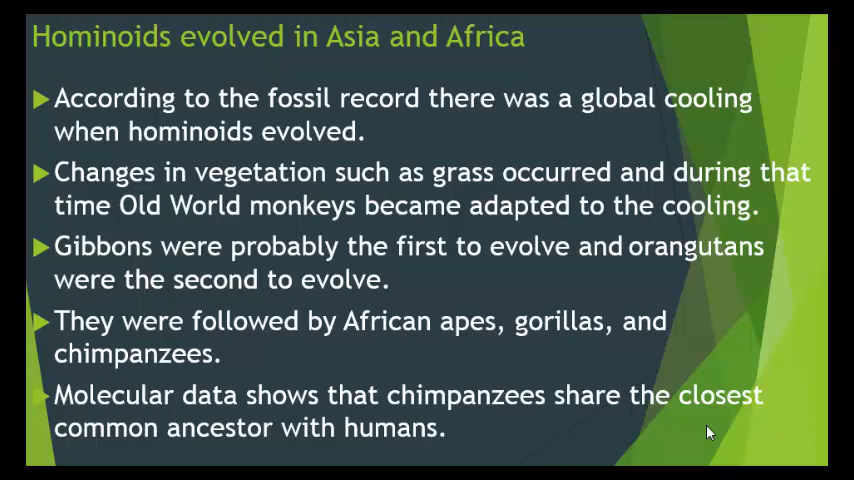 Hominoids evolved in Asia and Africa
According to the fossil record there was a global cooling
when hominoids evolved.
Changes in vegetation such as grass occurred and during that
time Old World monkeys became adapted to the cooling.
Gibbons were probably the first to evolve and orangutans
were the second to evolve.
They were followed by African apes, gorillas, and
chimpanzees.
Molecular data shows that chimpanzees share the closest
common ancestor with humans.